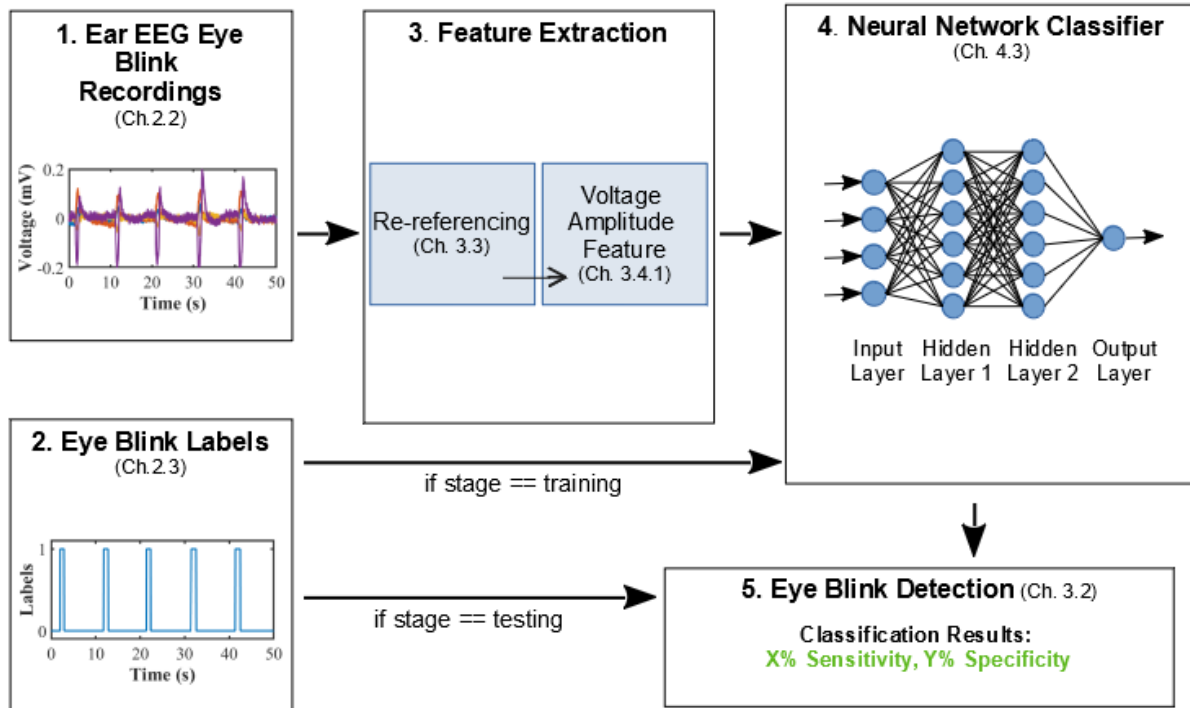 1. Ear EEG Eye
Blink
Recordings
(Ch.2.2)
0.2
0
-0.2
Voltage (mV)
0 10 20 30 40 50
Time (s)
3. Feature Extraction
Re-referencing
(Ch. 3.3)
Voltage
Amplitude
Feature
(Ch. 3.4.1)
4. Neural Network Classifier
(Ch. 4.3)
Input
Layer
Hidden
Layer 1
Hidden
Layer 2
Output
Layer
2. Eye Blink Labels
(Ch.2.3)
1
0
Labels
0 10 20 30 40 50
Time (s)
if stage == training
if stage == testing
5. Eye Blink Detection (Ch. 3.2)
Classification Results:
X% Sensitivity, Y% Specificity